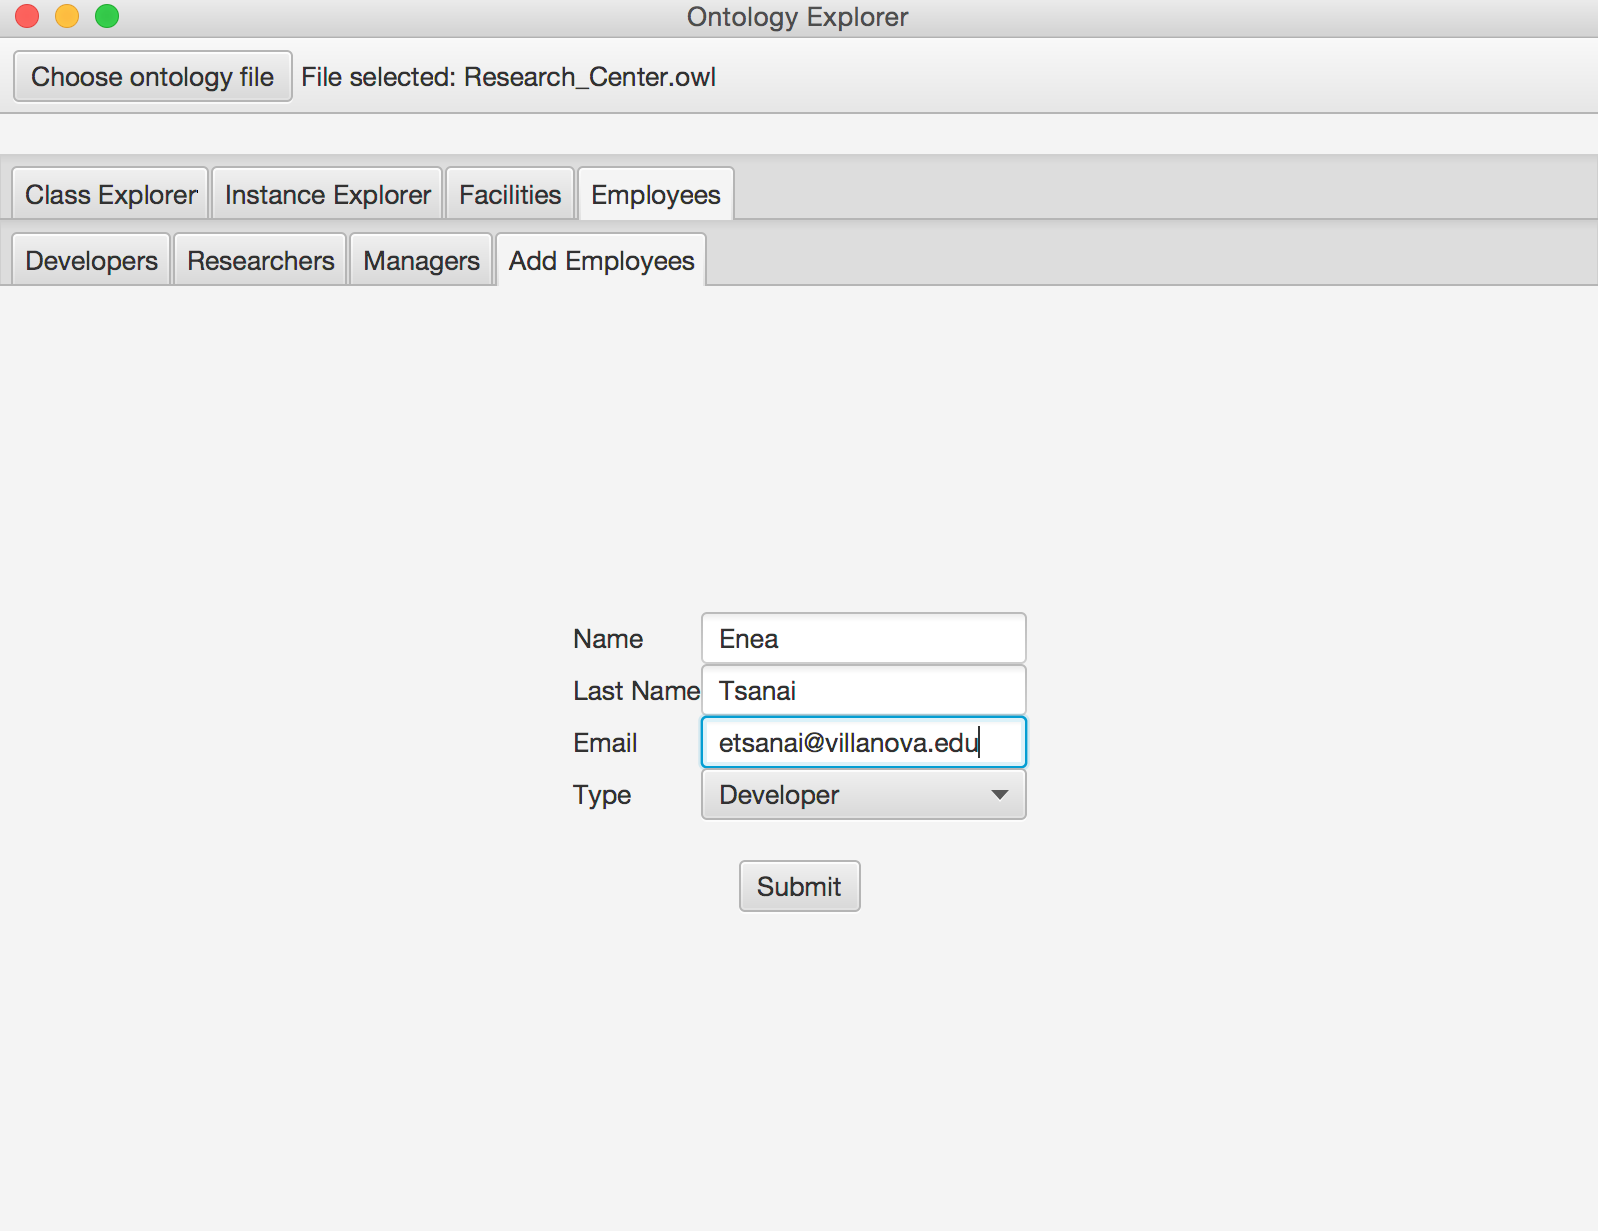 Ontology Explorer
Choose ontology file File selected: Research_Center.owl
Class Explorer Instance Explorer Facilities Employees
Developers Researchers Managers Add Employees
Name Enea
Last Name Tsanai
Email etsanai@villanova.edu
Type Developer
Submit